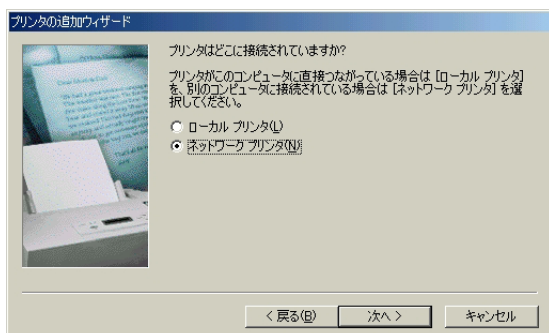 プリンタの追加ウィザード
プリンタはどこに接続されていますか?
プリンタがこのコンピュータに直接つながっている場合は [ローカル プリンタ]
を、別のコンピュータに接続されている場合は [ネットワーク プリンタ] を選
択してください。
ローカル プリンタ(L)
ネットワーク プリンタ(N)
< 戻る(B)
次へ >
キャンセル